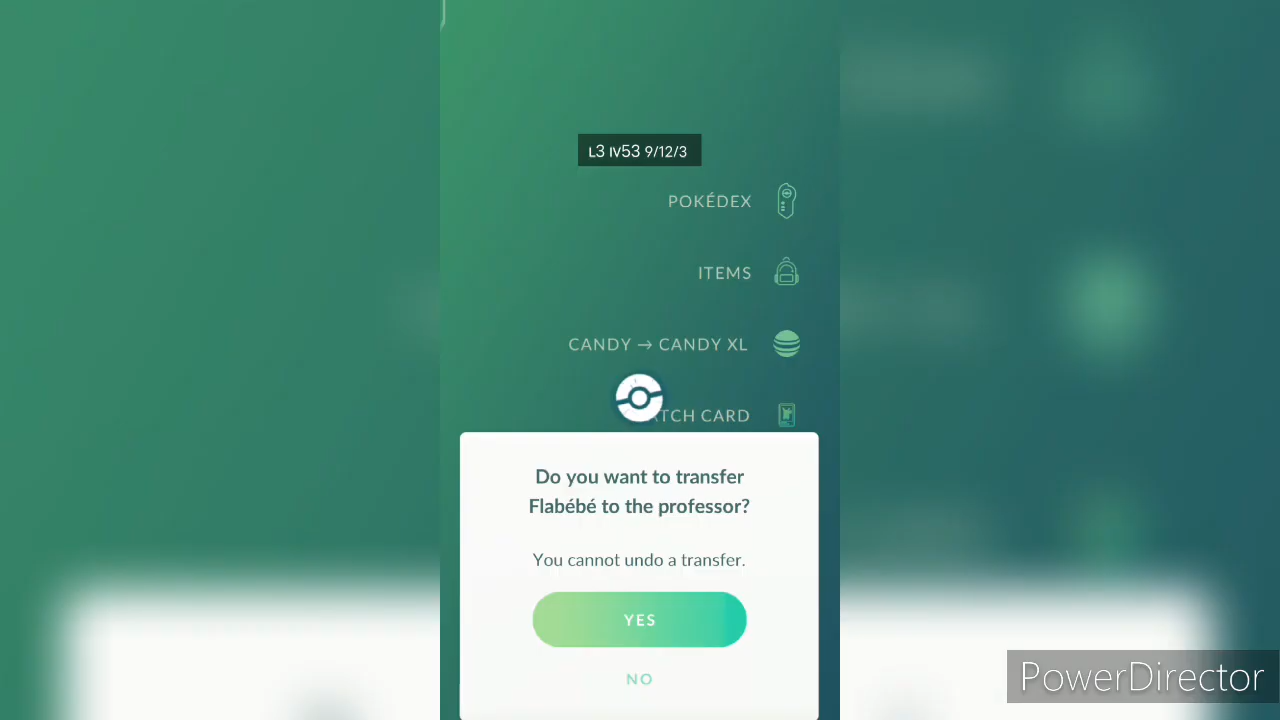 L3 IV53 9/12/3
POKÉDEX
ITEMS
CANDY → CANDY XL
ATCH CARD
Do you want to transfer
Flabébé to the professor?
You cannot undo a transfer.
YES
NO
PowerDirector